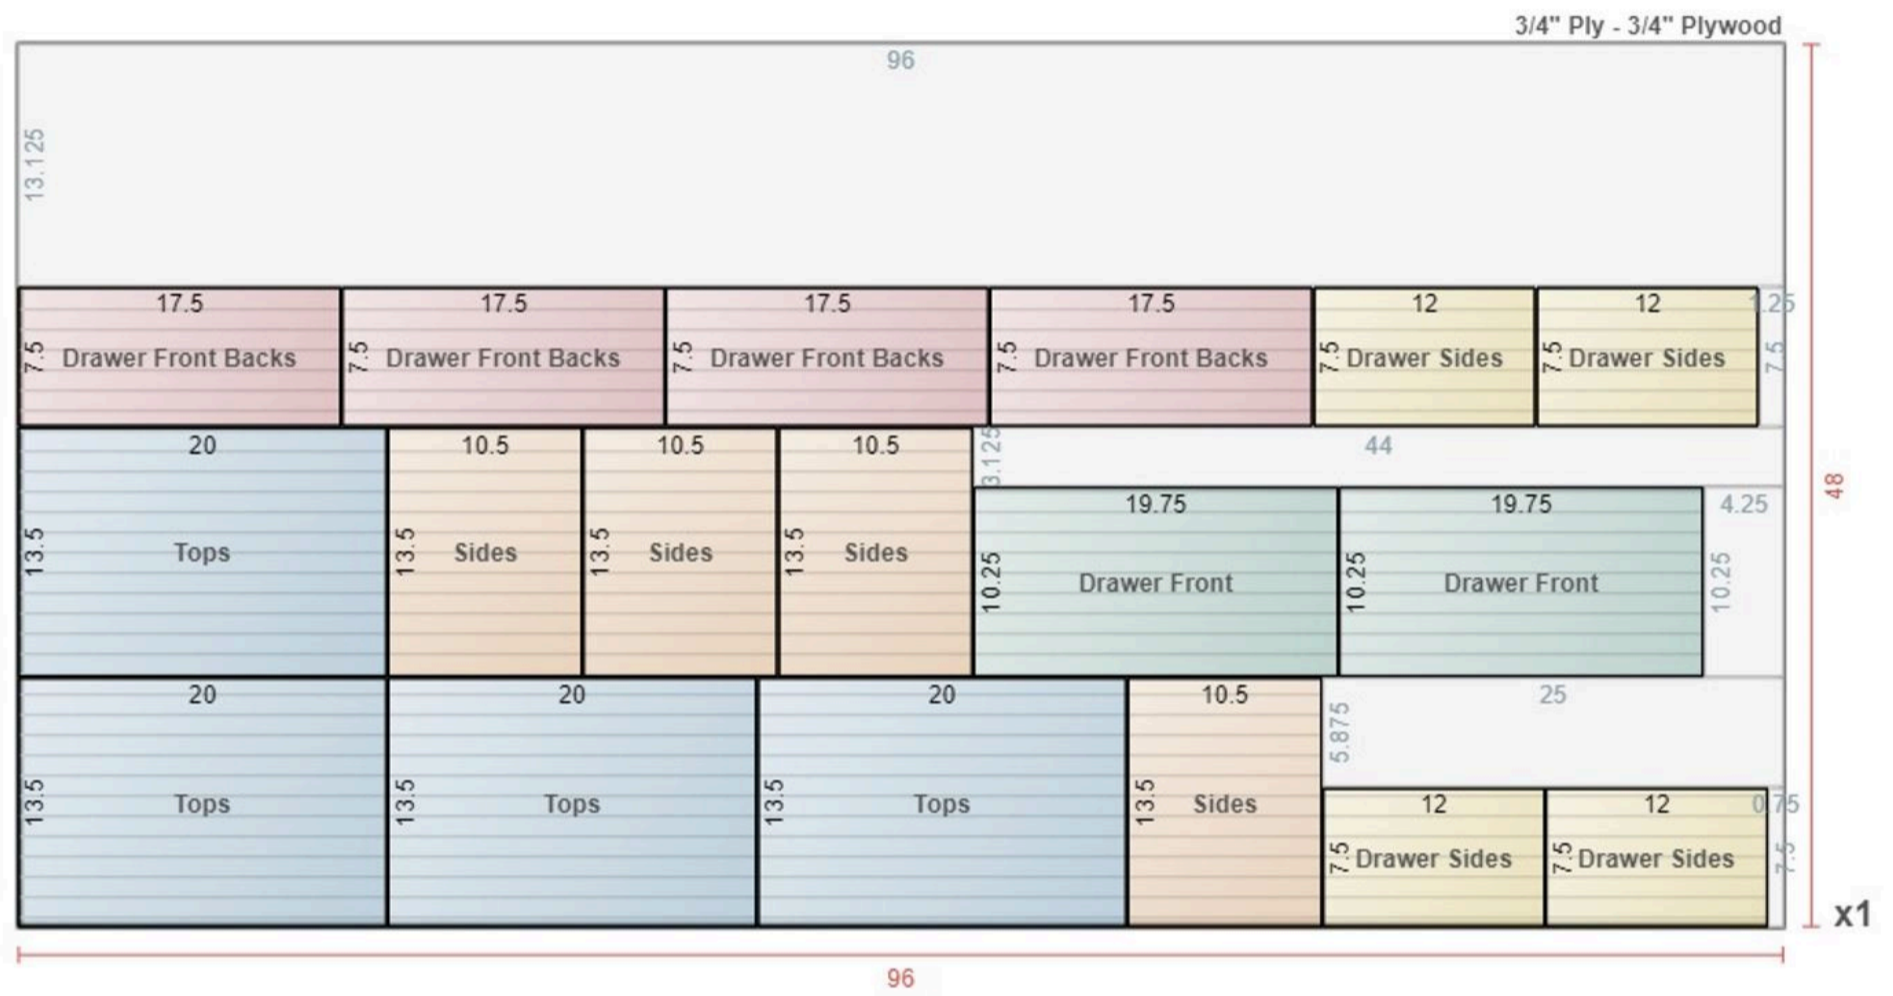 3/4" Ply - 3/4" Plywood
96
13.125
17.5 17.5 17.5 17.5 12 12 1.25
7.5 Drawer Front Backs 7.5 Drawer Front Backs 7.5 Drawer Front Backs 7.5 Drawer Front Backs 7.5 Drawer Sides 7.5 Drawer Sides 7.5
20 10.5 10.5 10.5 3.125 44
48
19.75 19.75 4.25
13.5 Tops 13.5 Sides 13.5 Sides 13.5 Sides
10.25 Drawer Front 10.25 Drawer Front 10.25
20 20 20 10.5 25
5.875
13.5 Tops 13.5 Tops 13.5 Tops 13.5 Sides 12 12 0.75
7.5 Drawer Sides 7.5 Drawer Sides 7.5
x1
96